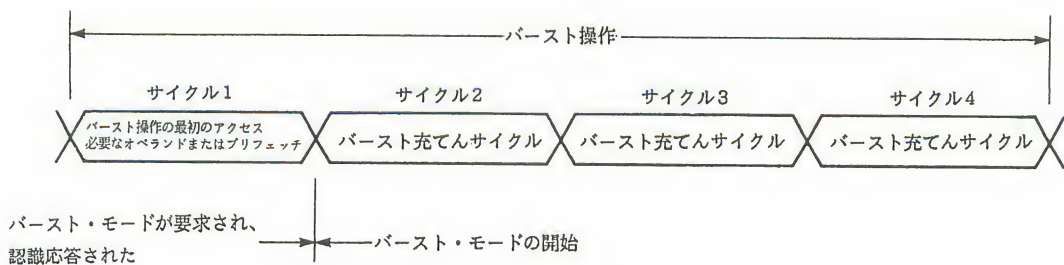 バースト操作
サイクル1
サイクル2
サイクル3
サイクル4
バースト操作の最初のアクセス
必要なオペランドまたはプリフェッチ
バースト充てんサイクル
バースト充てんサイクル
バースト充てんサイクル
バースト・モードが要求され、
認識応答された
バースト・モードの開始